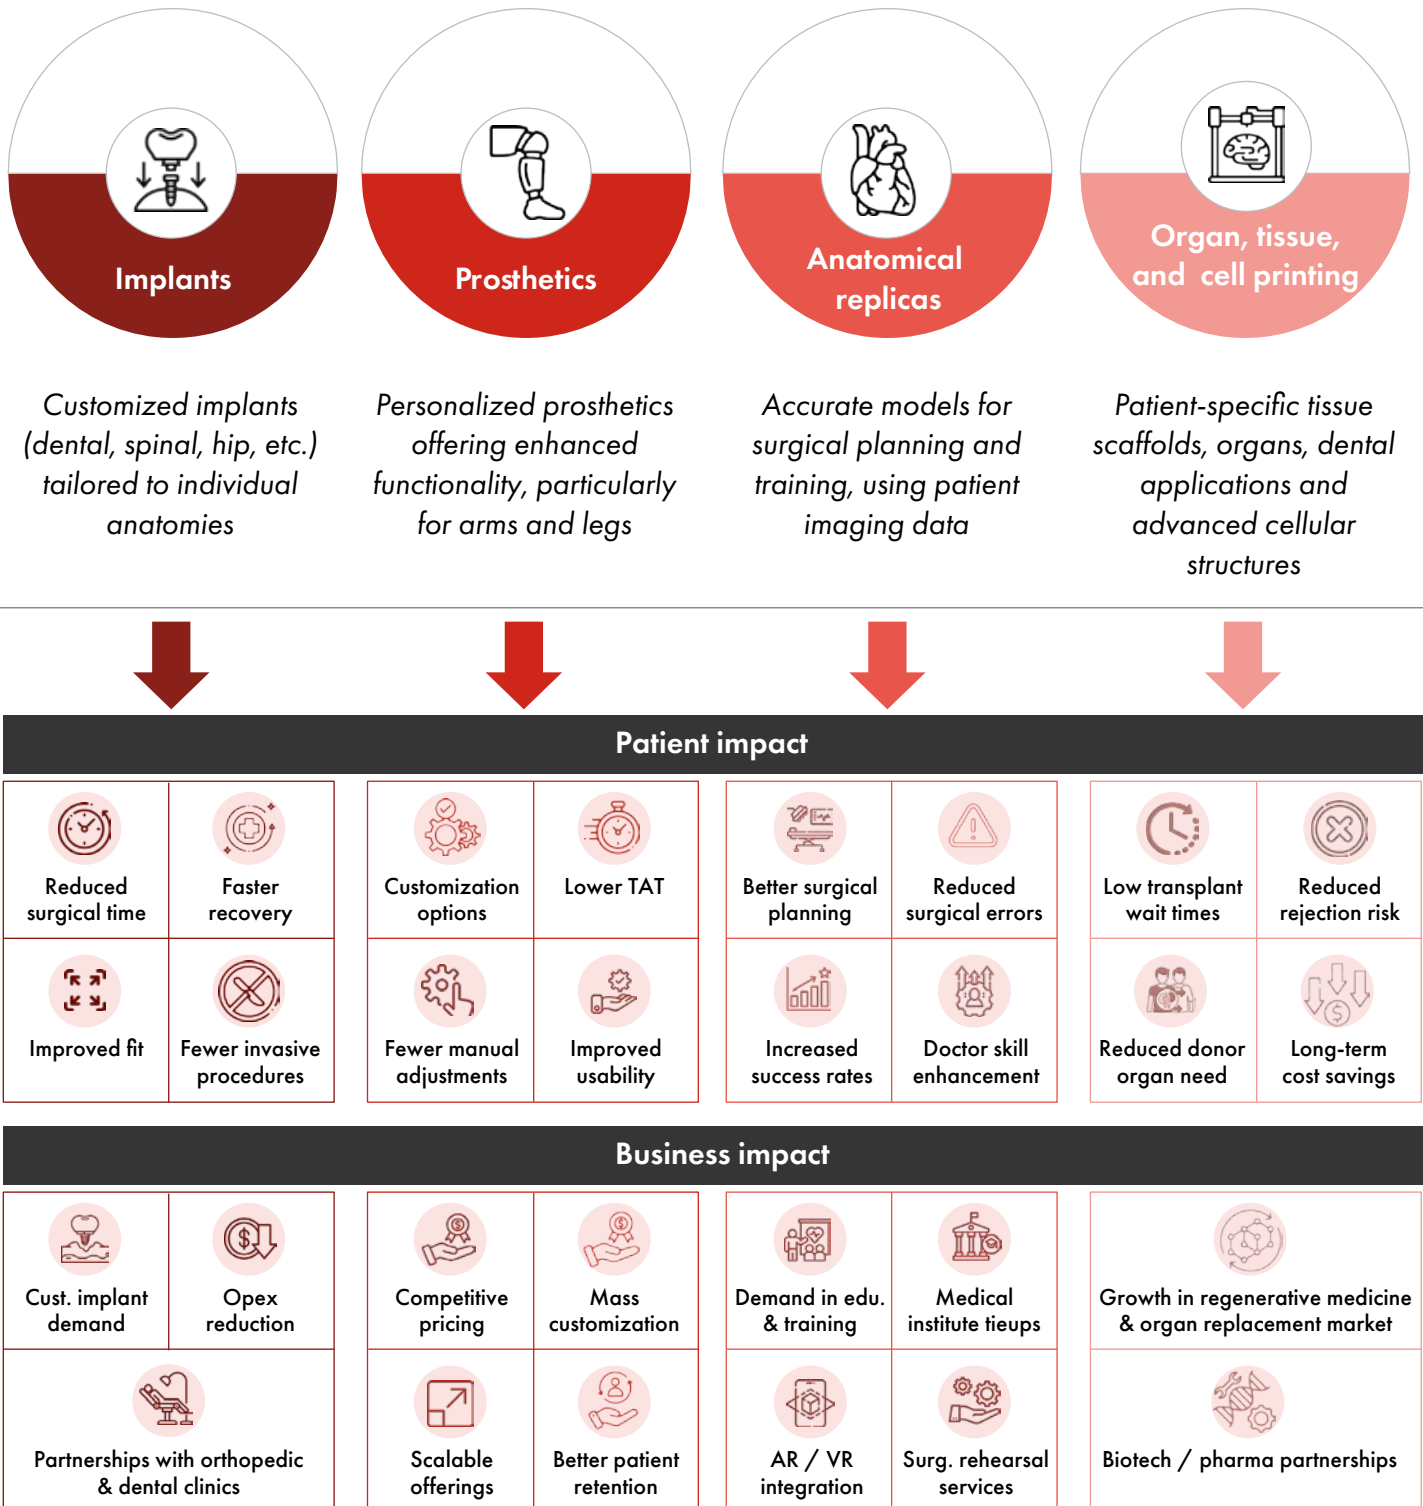 Implants
Prosthetics
Anatomical
replicas
Organ, tissue,
and cell printing
Customized implants
(dental, spinal, hip, etc.)
tailored to individual
anatomies
Personalized prosthetics
offering enhanced
functionality, particularly
for arms and legs
Accurate models for
surgical planning and
training, using patient
imaging data
Patient-specific tissue
scaffolds, organs, dental
applications and
advanced cellular
structures
Patient impact
Reduced
surgical time
Faster
recovery
Customization
options
Lower TAT
Better surgical
planning
Reduced
surgical errors
Low transplant
wait times
Reduced
rejection risk
Improved fit
Fewer invasive
procedures
Fewer manual
adjustments
Improved
usability
Increased
success rates
Doctor skill
enhancement
Reduced donor
organ need
Long-term
cost savings
Business impact
Cust. implant
demand
Opex
reduction
Competitive
pricing
Mass
customization
Demand in edu.
& training
Medical
institute tieups
Growth in regenerative medicine
& organ replacement market
Partnerships with orthopedic
& dental clinics
Scalable
offerings
Better patient
retention
AR / VR
integration
Surg. rehearsal
services
Biotech / pharma partnerships